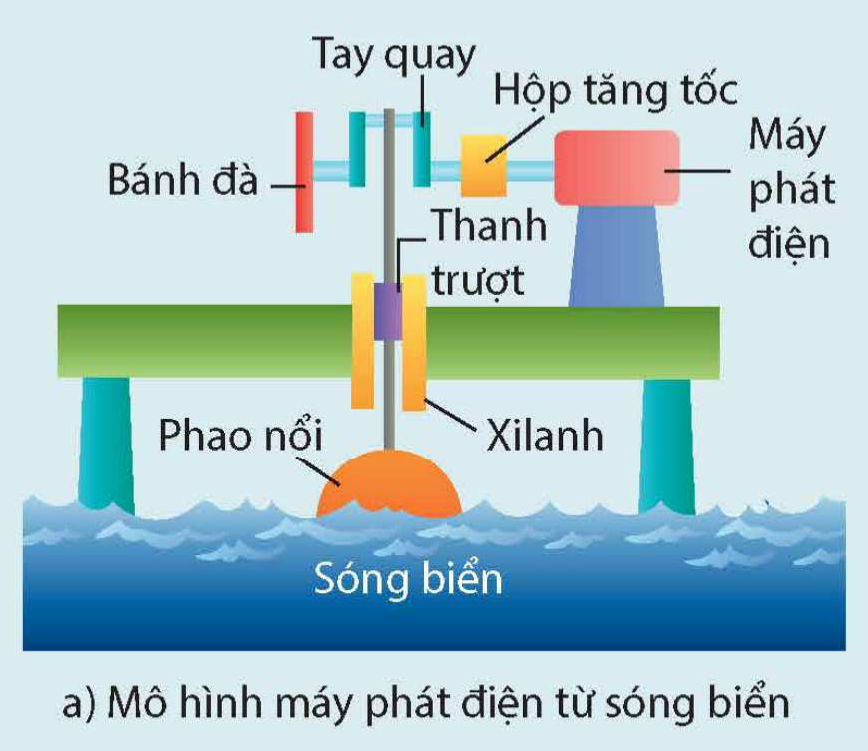 Tay quay
Hộp tăng tốc
Máy
phát
điện
Bánh đà
Thanh
trượt
Phao nổi
Xilanh
Sóng biển
a) Mô hình máy phát điện từ sóng biển